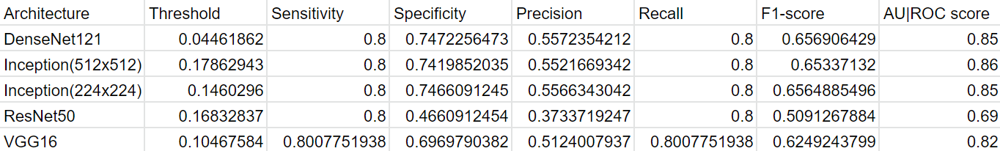 Architecture Threshold Sensitivity Specificity Precision Recall F1-score AU|ROC score
DenseNet121 0.04461862 0.8 0.7472256473 0.5572354212 0.8 0.656906429 0.85
Inception(512x512) 0.17862943 0.8 0.7419852035 0.5521669342 0.8 0.65337132 0.86
Inception(224x224) 0.1460296 0.8 0.7466091245 0.5566343042 0.8 0.6564885496 0.85
ResNet50 0.16832837 0.8 0.4660912454 0.3733719247 0.8 0.5091267884 0.69
VGG16 0.10467584 0.8007751938 0.6969790382 0.5124007937 0.8007751938 0.6249243799 0.82